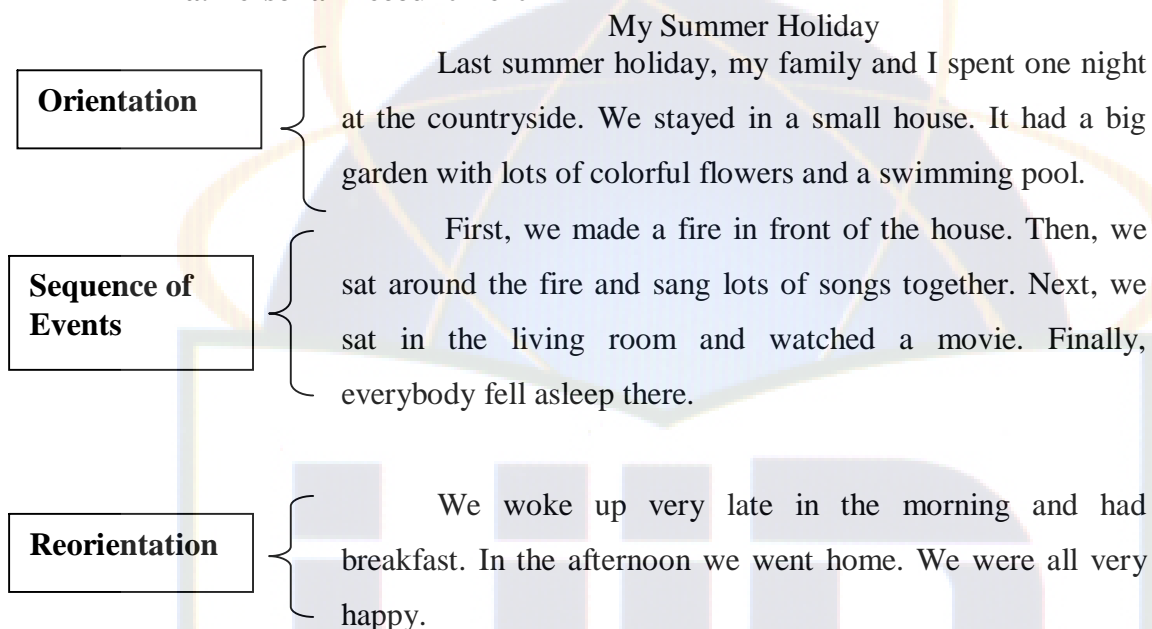 My Summer Holiday
Orientation
Last summer holiday, my family and I spent one night
at the countryside. We stayed in a small house. It had a big
garden with lots of colorful flowers and a swimming pool.
Sequence of
Events
First, we made a fire in front of the house. Then, we
sat around the fire and sang lots of songs together. Next, we
sat in the living room and watched a movie. Finally,
everybody fell asleep there.
Reorientation
We woke up very late in the morning and had
breakfast. In the afternoon we went home. We were all very
happy.